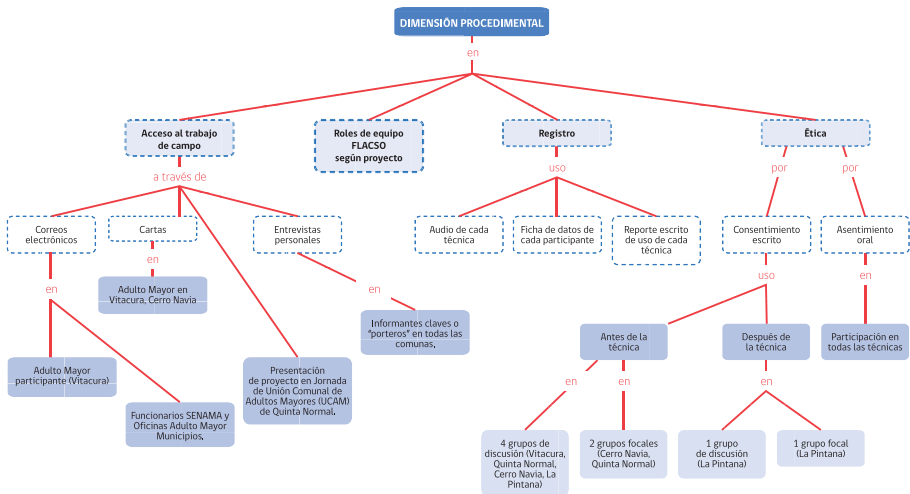 DIMENSIÓN PROCEDIMENTAL
en
Acceso al trabajo
de campo
Roles de equipo
FLACSO
según proyecto
Registro
Ética
a través de
uso
por
por
Correos
electrónicos
Cartas
Entrevistas
personales
Audio de cada
técnica
Ficha de datos de
cada participante
Reporte escrito
de uso de cada
técnica
Consentimiento
escrito
Asentimiento
oral
en
en
en
uso
en
Adulto Mayor en
Vitacura, Cerro Navia
Informantes claves o
"porteros" en todas las
comunas.
Antes de la
técnica
Después de
la técnica
Participación en
todas las técnicas
Adulto Mayor
participante (Vitacura)
Presentación
de proyecto en Jornada
de Unión Comunal de
Adultos Mayores (UCAM)
de Quinta Normal.
Funcionarios SENAMA y
Oficinas Adulto Mayor
Municipios.
en
en
en
4 grupos de
discusión (Vitacura,
Quinta Normal,
Cerro Navia, La
Pintana)
2 grupos focales
(Cerro Navia,
Quinta Normal)
1 grupo
de discusión
(La Pintana)
1 grupo focal
(La Pintana)